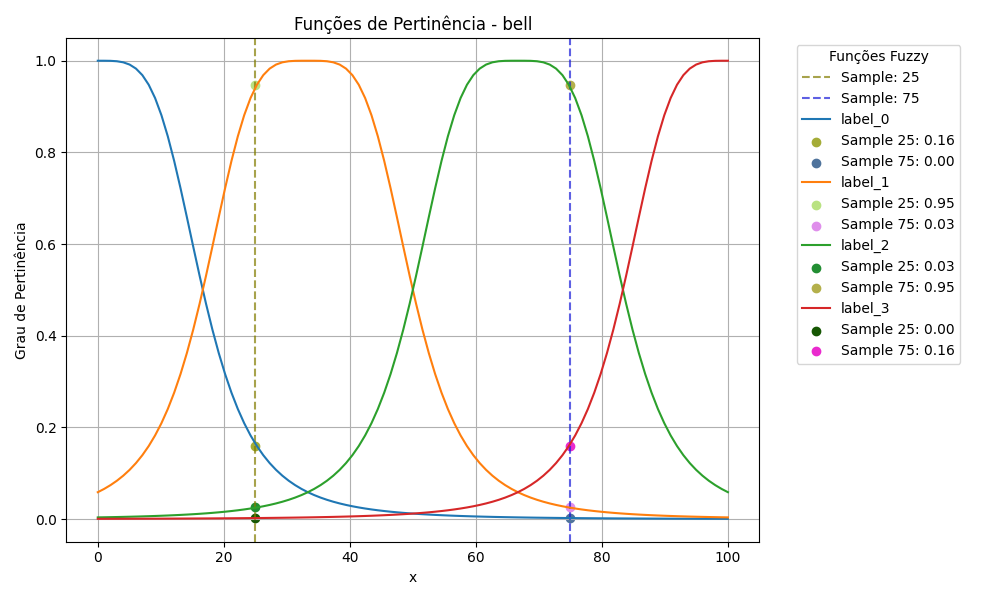 Funções de Pertinência - bell
Grau de Pertinência
1.0
0.8
0.6
0.4
0.2
0.0
0
20
40
60
80
100
x
Funções Fuzzy
Sample: 25
Sample: 75
label_0
Sample 25: 0.16
Sample 75: 0.00
label_1
Sample 25: 0.95
Sample 75: 0.03
label_2
Sample 25: 0.03
Sample 75: 0.95
label_3
Sample 25: 0.00
Sample 75: 0.16